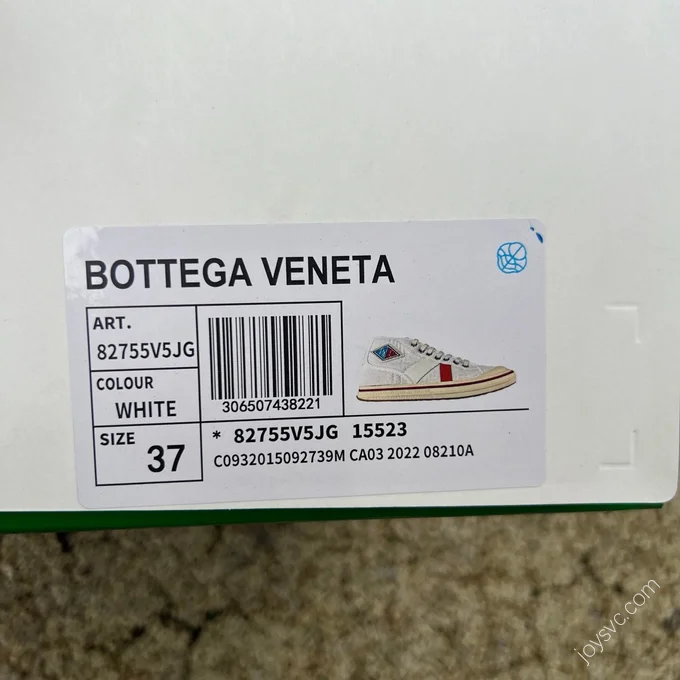 BOTTEGA VENETA
ART.
82755V5JG
COLOUR
WHITE
SIZE
37
306507438221
* 82755V5JG 15523
C0932015092739M CA03 2022 08210A
joysvc.com